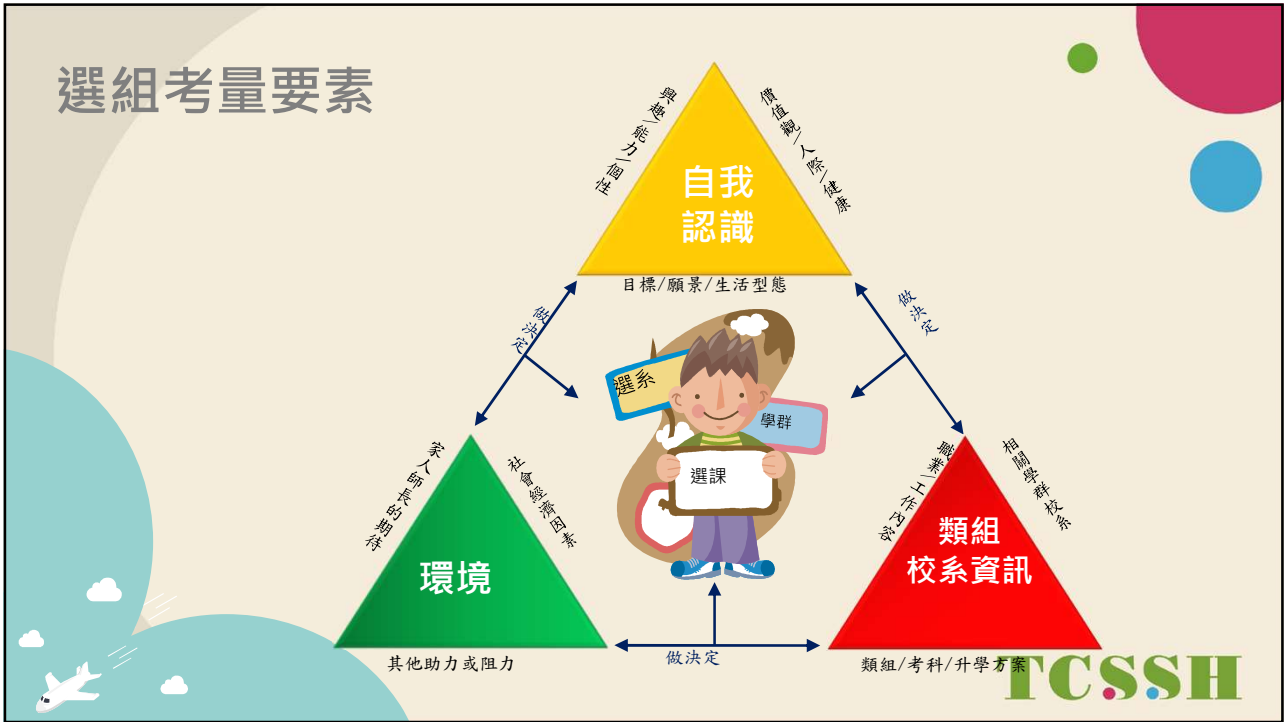 選組考量要素
興趣/能力/個性
價值觀/人際/健康
自我
認識
目標/願景/生活型態
做決定
做決定
選系
學群
選課
家人師長的期待
社會經濟因素
環境
其他助力或阻力
做決定
職業/工作內容
相關學群校系
類組
校系資訊
類組/考科/升學方案
TCSSH